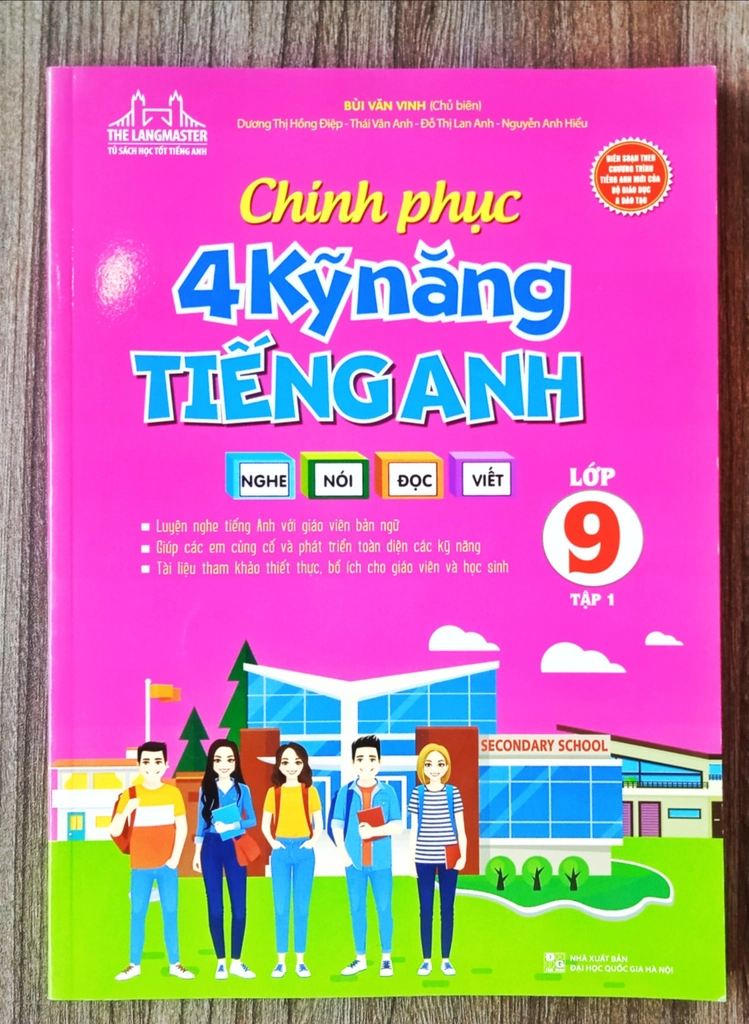 THE LANGMASTER
TỦ SÁCH HỌC TỐT TIẾNG ANH
BÙI VĂN VINH (Chủ biên)
Dương Thị Hồng Điệp - Thái Vân Anh - Đỗ Thị Lan Anh - Nguyễn Anh Hiếu
BIÊN SOẠN THEO
CHƯƠNG TRÌNH
TIẾNG ANH MỚI CỦA
BỘ GIÁO DỤC
& ĐÀO TẠO
Chinh phục
4 Kỹ năng
TIẾNG ANH
NGHE NÓI ĐỌC VIẾT
LỚP
9
TẬP 1
Luyện nghe tiếng Anh với giáo viên bản ngữ
Giúp các em củng cố và phát triển toàn diện các kỹ năng
Tài liệu tham khảo thiết thực, bổ ích cho giáo viên và học sinh
SECONDARY SCHOOL
NHÀ XUẤT BẢN
ĐẠI HỌC QUỐC GIA HÀ NỘI